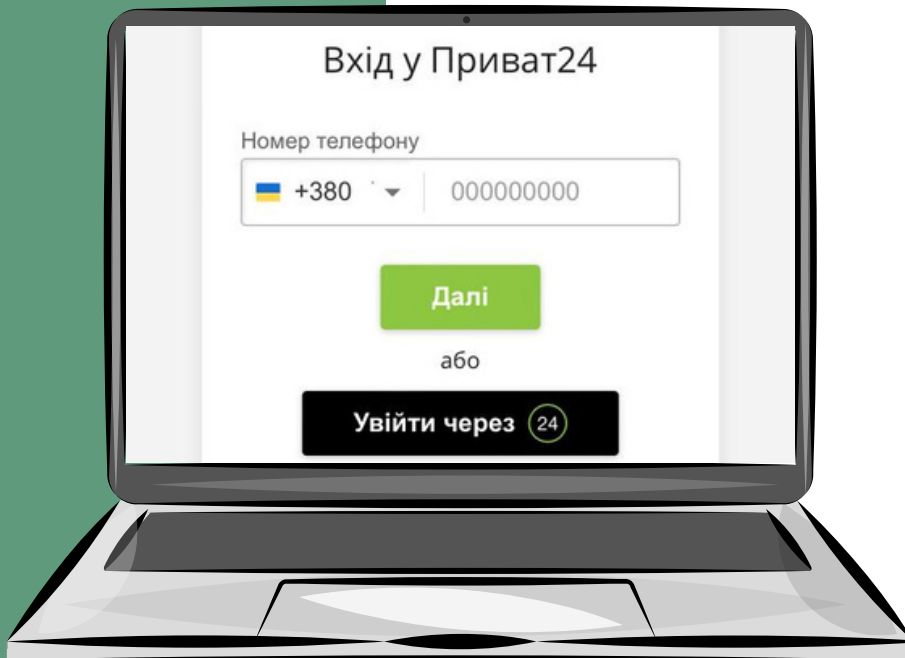 Вхід у Приват24
Номер телефону
+380 000000000
Далі
або
Увійти через 24